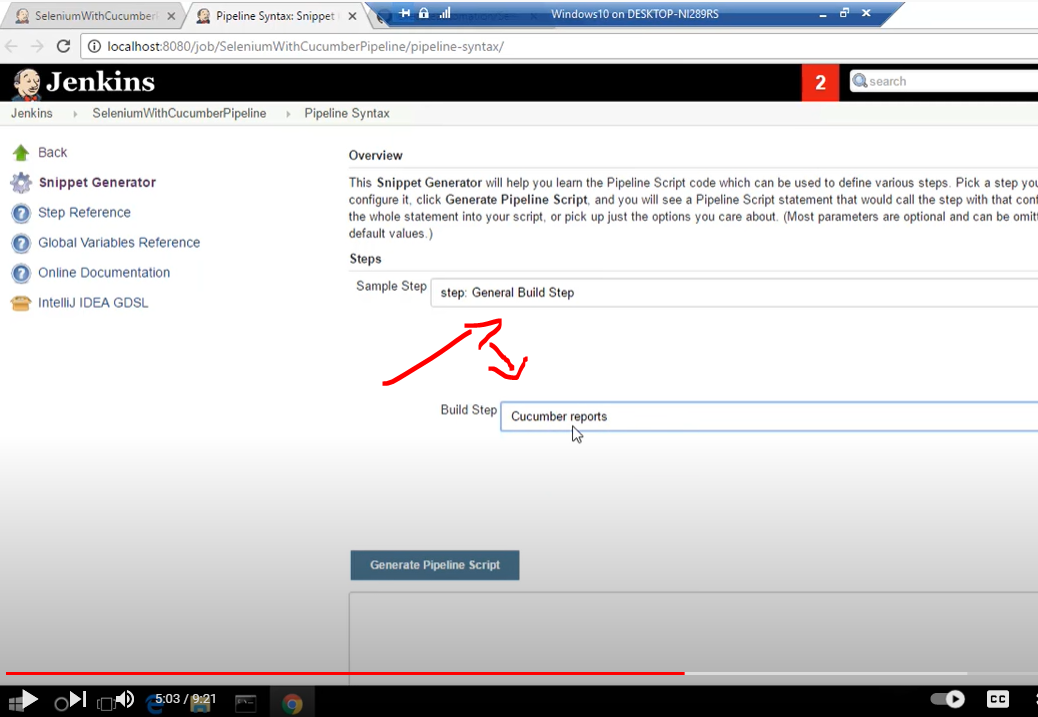 SeleniumWithCucumber
Pipeline Syntax: Snippet
Windows10 on DESKTOP-NI289RS
localhost:8080/job/SeleniumWithCucumberPipeline/pipeline-syntax/
Jenkins
2
search
Jenkins
SeleniumWithCucumberPipeline
Pipeline Syntax
Back
Snippet Generator
Step Reference
Global Variables Reference
Online Documentation
IntelliJ IDEA GDSL
Overview
This Snippet Generator will help you learn the Pipeline Script code which can be used to define various steps. Pick a step you
configure it, click Generate Pipeline Script, and you will see a Pipeline Script statement that would call the step with that conf
the whole statement into your script, or pick up just the options you care about. (Most parameters are optional and can be omit
default values.)
Steps
Sample Step
step: General Build Step
Build Step
Cucumber reports
Generate Pipeline Script
5:03 / 9:21
CC